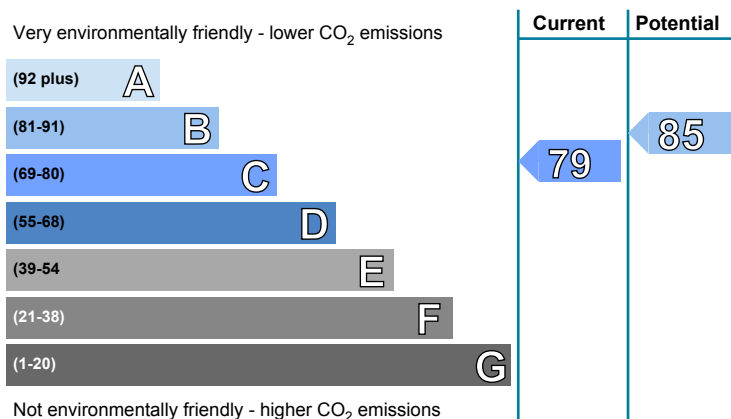 Current Potential
Very environmentally friendly - lower CO2 emissions
(92 plus) A
(81-91) B
85
(69-80) C
79
(55-68) D
(39-54 E
(21-38) F
(1-20) G
Not environmentally friendly - higher CO2 emissions